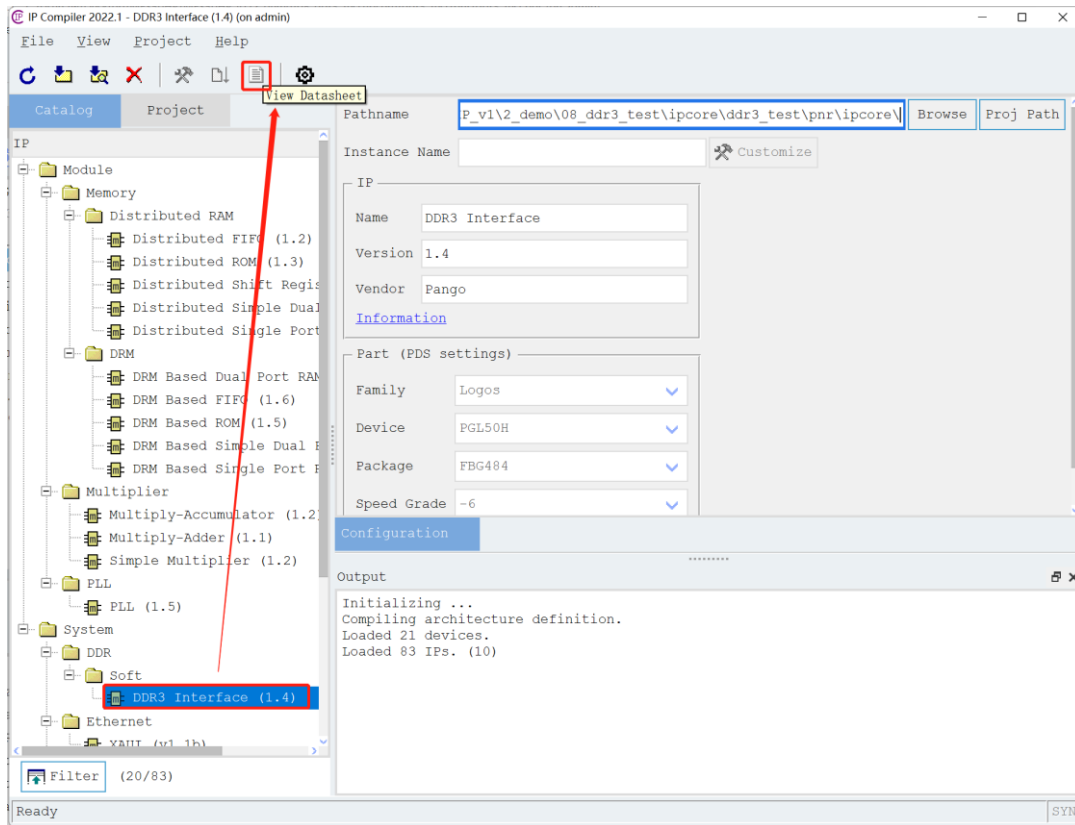 IP Compiler 2022.1 - DDR3 Interface (1.4) (on admin)
File View Project Help
View Datasheet
Catalog Project
IP
Module
Memory
Distributed RAM
Distributed FIFO (1.2)
Distributed ROM (1.3)
Distributed Shift Regis
Distributed Simple Dual
Distributed Single Port
DRM
DRM Based Dual Port RAM
DRM Based FIFO (1.6)
DRM Based ROM (1.5)
DRM Based Simple Dual P
DRM Based Single Port R
Multiplier
Multiply-Accumulator (1.2)
Multiply-Adder (1.1)
Simple Multiplier (1.2)
PLL
PLL (1.5)
System
DDR
Soft
DDR3 Interface (1.4)
Ethernet
XAUI (v1_1b)
Filter (20/83)
Pathname P_v1\2_demo\08_ddr3_test\ipcore\ddr3_test\pnr\ipcore\ Browse Proj Path
Instance Name Customize
IP
Name DDR3 Interface
Version 1.4
Vendor Pango
Information
Part (PDS settings)
Family Logos
Device PGL50H
Package FBG484
Speed Grade -6
Configuration
Output
Initializing ...
Compiling architecture definition.
Loaded 21 devices.
Loaded 83 IPs. (10)
Ready SYN